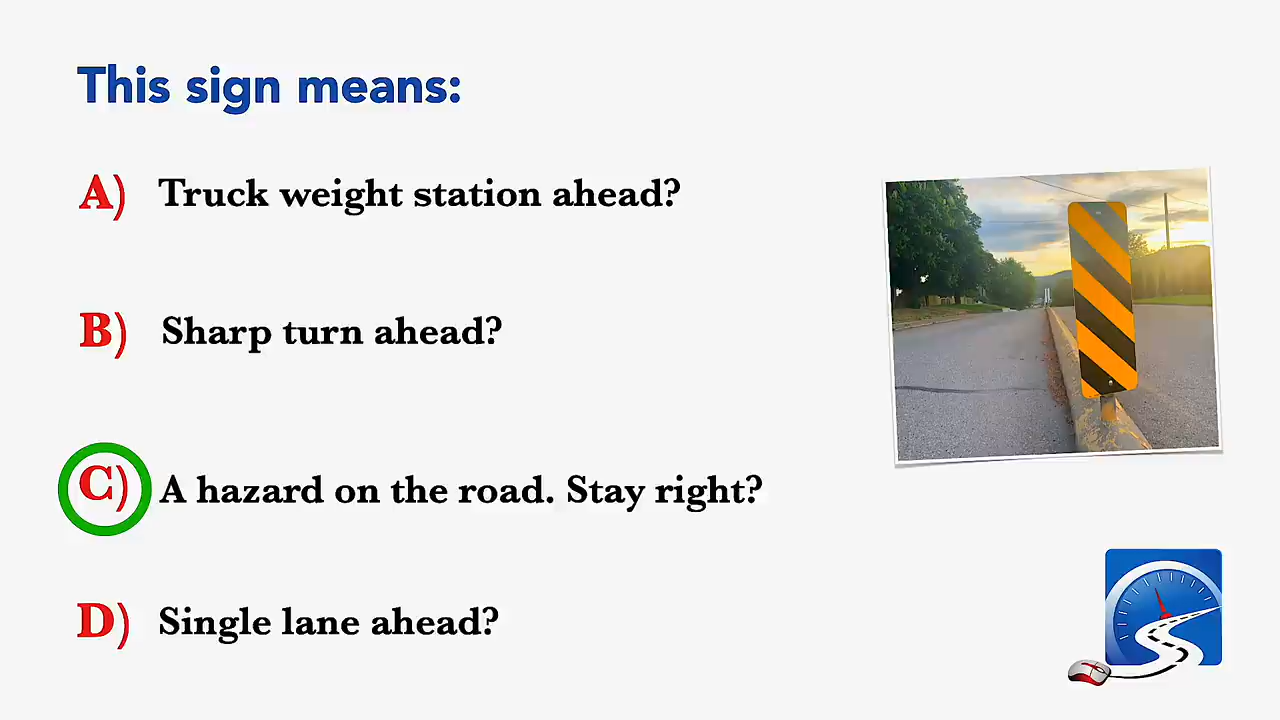 This sign means:
A) Truck weight station ahead?
B) Sharp turn ahead?
C) A hazard on the road. Stay right?
D) Single lane ahead?